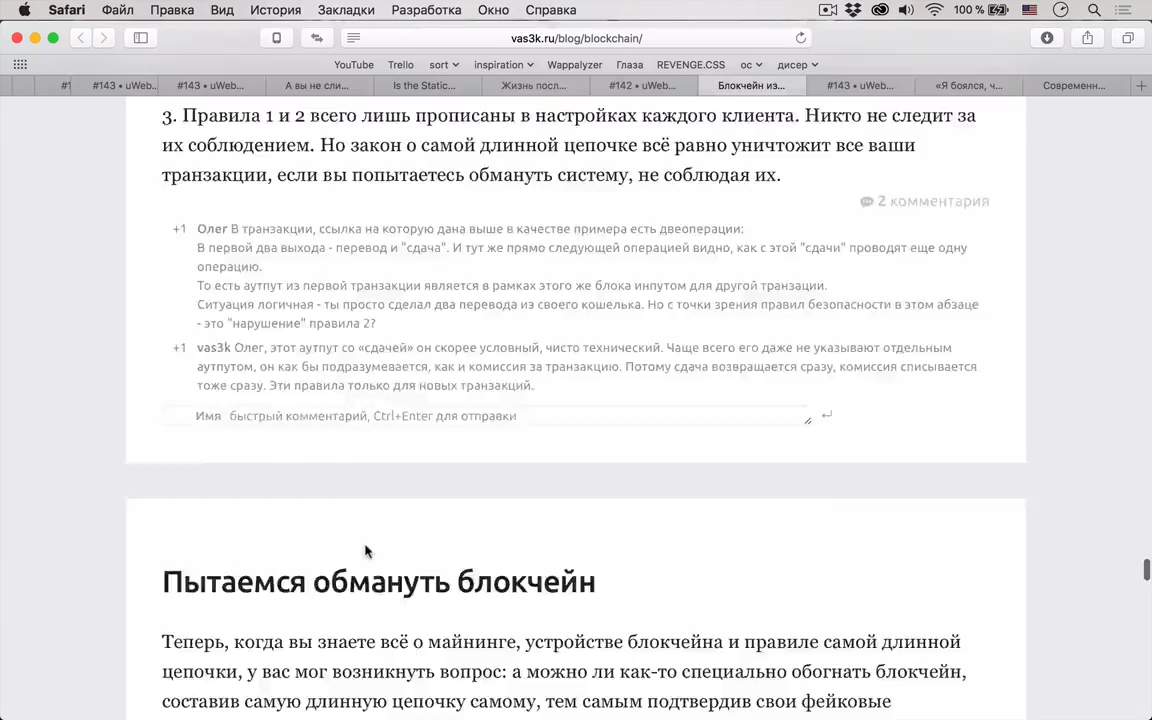 Safari Файл Правка Вид История Закладки Разработка Окно Справка 100 %
vas3k.ru/blog/blockchain/
YouTube Trello sort inspiration Wappalyzer Глаза REVENGE.CSS ос дисер
#1 #143 • uWeb... #143 • uWeb... А вы не сли... Is the Static... Жизнь посл... #142 • uWeb... Блокчейн из... #143 • uWeb... «Я боялся, ч... Современн...
3. Правила 1 и 2 всего лишь прописаны в настройках каждого клиента. Никто не следит за
их соблюдением. Но закон о самой длинной цепочке всё равно уничтожит все ваши
транзакции, если вы попытаетесь обмануть систему, не соблюдая их.
2 комментария
+1 Олег В транзакции, ссылка на которую дана выше в качестве примера есть двеоперации:
В первой два выхода - перевод и "сдача". И тут же прямо следующей операцией видно, как с этой "сдачи" проводят еще одну
операцию.
То есть аутпут из первой транзакции является в рамках этого же блока инпутом для другой транзации.
Ситуация логичная - ты просто сделал два перевода из своего кошелька. Но с точки зрения правил безопасности в этом абзаце
- это "нарушение" правила 2?
+1 vas3k Олег, этот аутпут со «сдачей» он скорее условный, чисто технический. Чаще всего его даже не указывают отдельным
аутпутом, он как бы подразумевается, как и комиссия за транзакцию. Потому сдача возвращается сразу, комиссия списывается
тоже сразу. Эти правила только для новых транзакций.
Имя быстрый комментарий, Ctrl+Enter для отправки
Пытаемся обмануть блокчейн
Теперь, когда вы знаете всё о майнинге, устройстве блокчейна и правиле самой длинной
цепочки, у вас мог возникнуть вопрос: а можно ли как-то специально обогнать блокчейн,
составив самую длинную цепочку самому, тем самым подтвердив свои фейковые